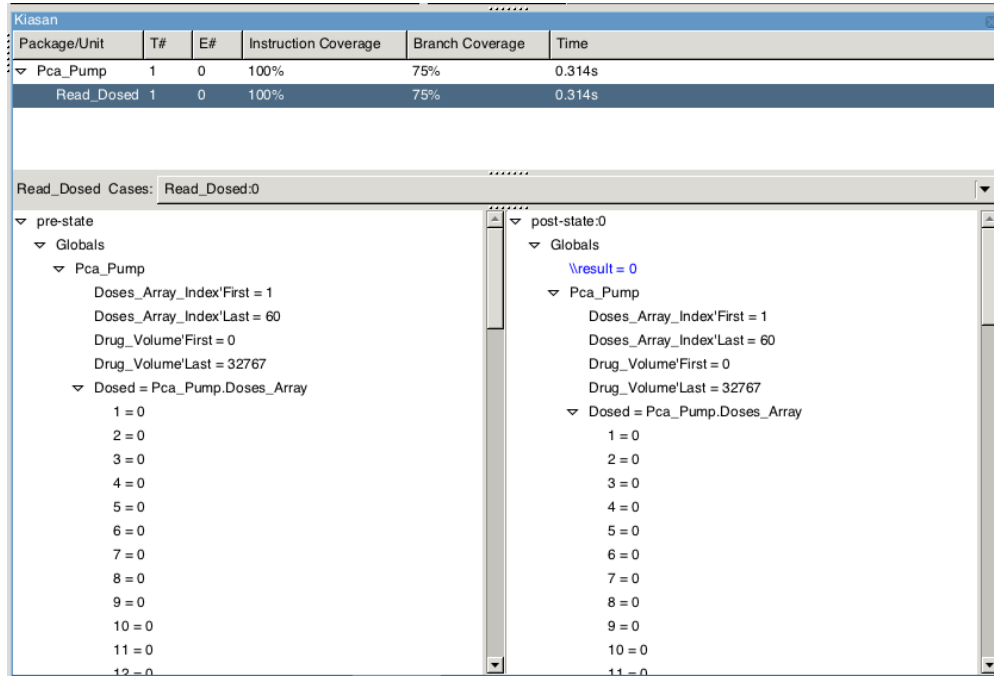 Kiasan
Package/Unit T# E# Instruction Coverage Branch Coverage Time
Pca_Pump 1 0 100% 75% 0.314s
Read_Dosed 1 0 100% 75% 0.314s
Read_Dosed Cases: Read_Dosed:0
pre-state
Globals
Pca_Pump
Doses_Array_Index'First = 1
Doses_Array_Index'Last = 60
Drug_Volume'First = 0
Drug_Volume'Last = 32767
Dosed = Pca_Pump.Doses_Array
1 = 0
2 = 0
3 = 0
4 = 0
5 = 0
6 = 0
7 = 0
8 = 0
9 = 0
10 = 0
11 = 0
12 = 0
post-state:0
Globals
\\result = 0
Pca_Pump
Doses_Array_Index'First = 1
Doses_Array_Index'Last = 60
Drug_Volume'First = 0
Drug_Volume'Last = 32767
Dosed = Pca_Pump.Doses_Array
1 = 0
2 = 0
3 = 0
4 = 0
5 = 0
6 = 0
7 = 0
8 = 0
9 = 0
10 = 0
11 = 0